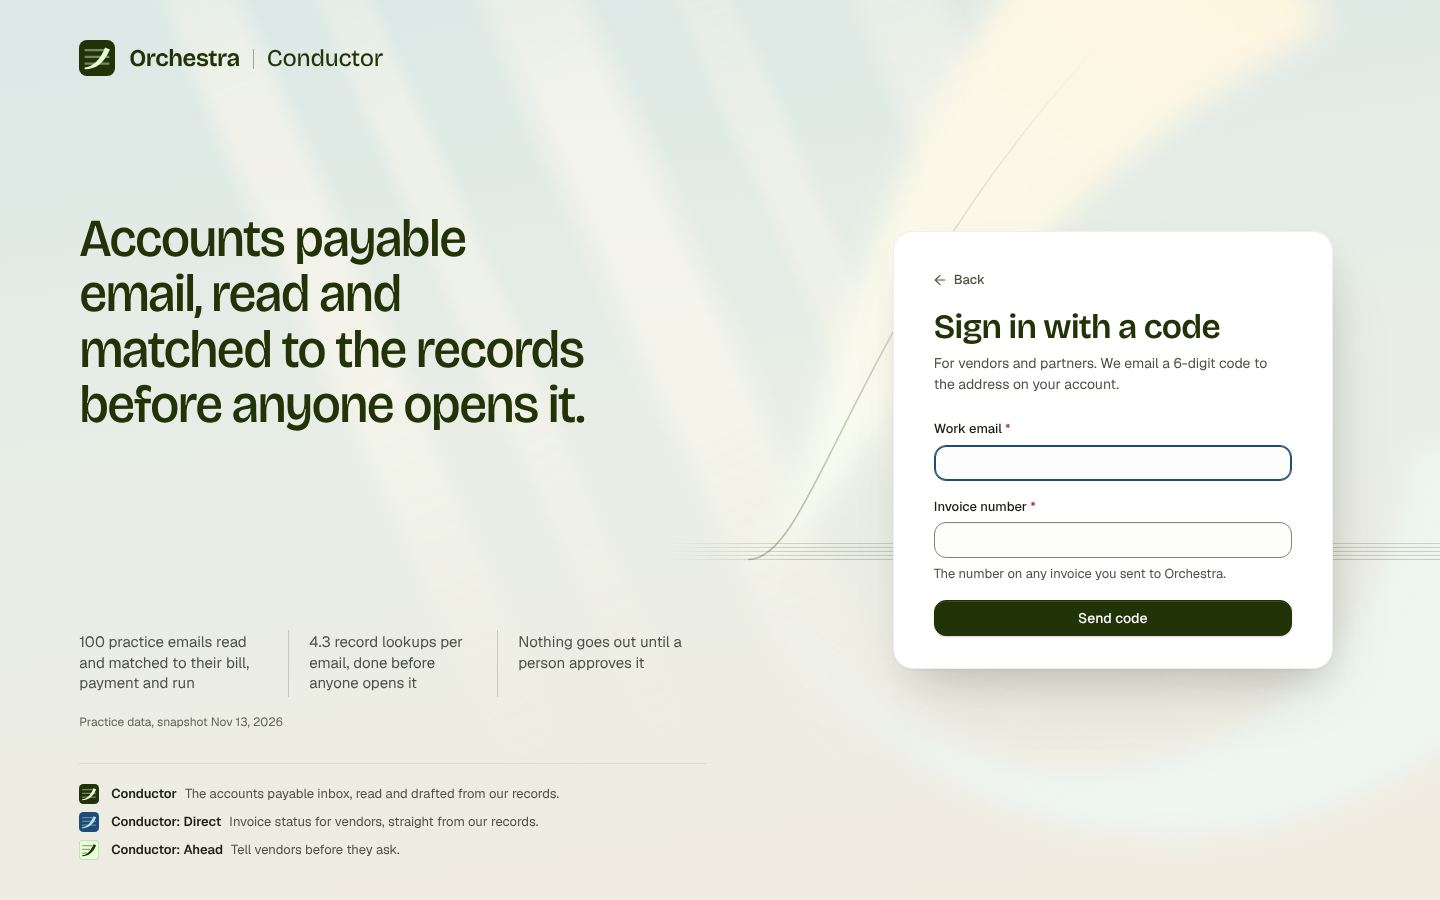 Orchestra | Conductor
Accounts payable
email, read and
matched to the records
before anyone opens it.
100 practice emails read
and matched to their bill,
payment and run
4.3 record lookups per
email, done before
anyone opens it
Nothing goes out until a
person approves it
Practice data, snapshot Nov 13, 2026
Conductor The accounts payable inbox, read and drafted from our records.
Conductor: Direct Invoice status for vendors, straight from our records.
Conductor: Ahead Tell vendors before they ask.
← Back
Sign in with a code
For vendors and partners. We email a 6-digit code to
the address on your account.
Work email *
Invoice number *
The number on any invoice you sent to Orchestra.
Send code